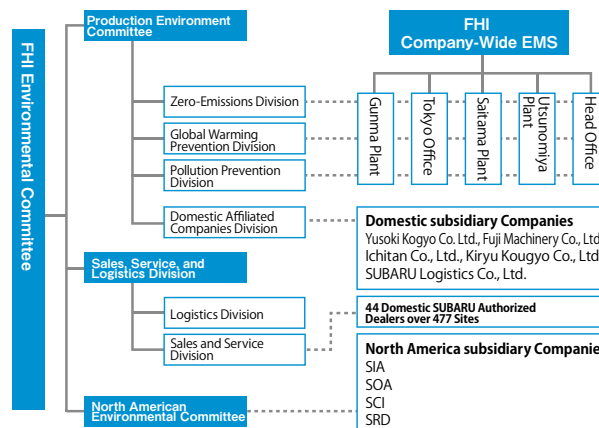 FHI Environmental Committee
Production Environment
Committee
Zero-Emissions Division
Global Warming
Prevention Division
Pollution Prevention
Division
Domestic Affiliated
Companies Division
Sales, Service, and
Logistics Division
Logistics Division
Sales and Service
Division
North American
Environmental Committee
FHI
Company-Wide EMS
Gunma Plant
Tokyo Office
Saitama Plant
Utsunomiya
Plant
Head Office
Domestic subsidiary Companies
Yusoki Kogyo Co. Ltd., Fuji Machinery Co., Ltd
Ichitan Co., Ltd., Kiryu Kougyo Co., Ltd
SUBARU Logistics Co., Ltd.
44 Domestic SUBARU Authorized
Dealers over 477 Sites
North America subsidiary Companie
SIA
SOA
SCI
SRD